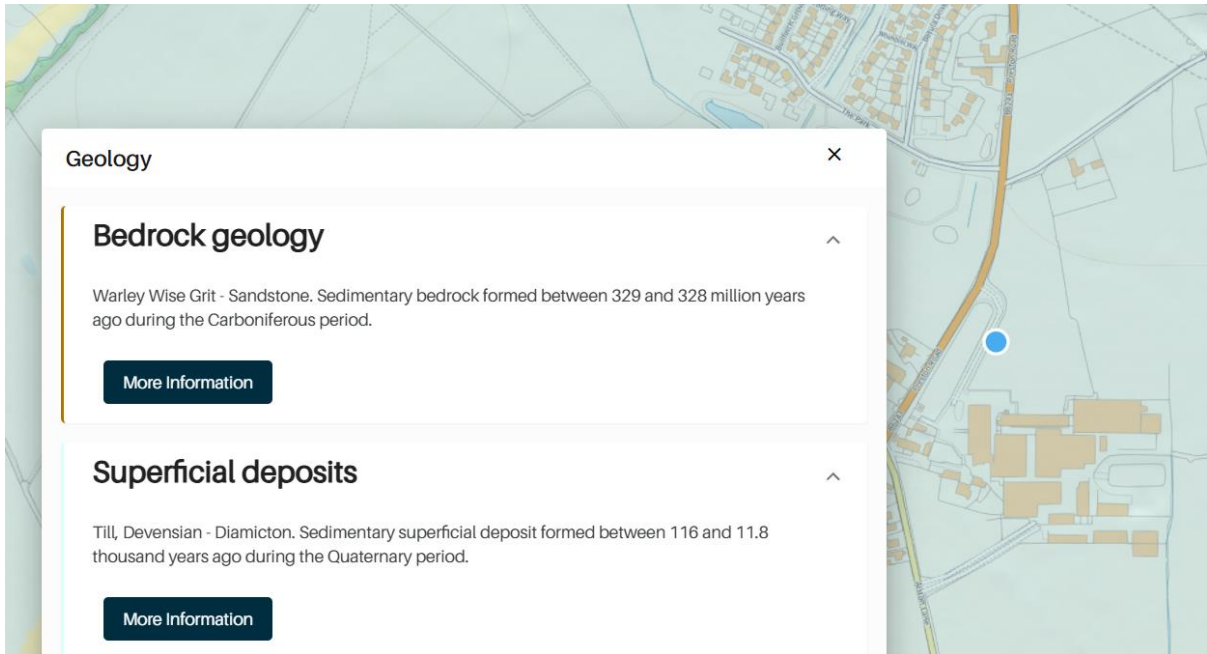 Geology
Bedrock geology
Warley Wise Grit - Sandstone. Sedimentary bedrock formed between 329 and 328 million years
ago during the Carboniferous period.
More Information
Superficial deposits
Till, Devensian - Diamicton. Sedimentary superficial deposit formed between 116 and 11.8
thousand years ago during the Quaternary period.
More Information
The Park